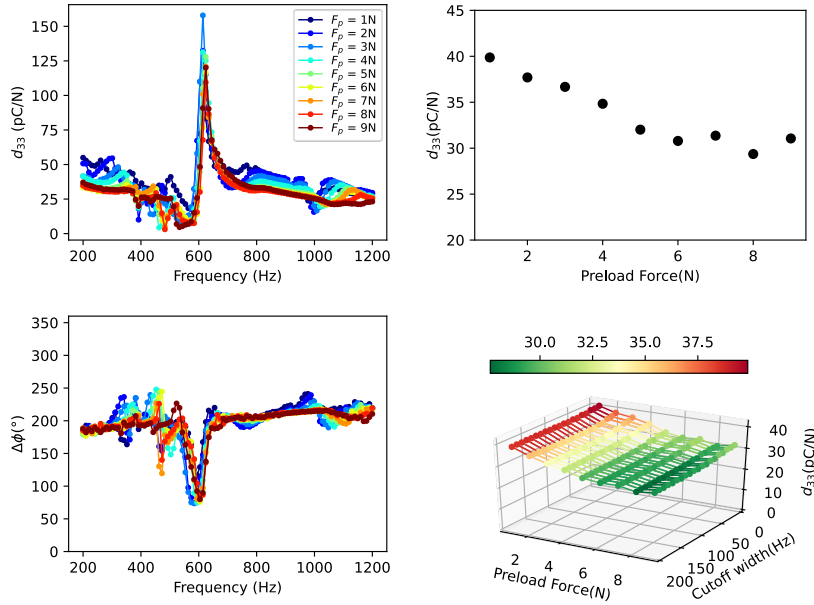 150
125
100
75
50
25
0
d33 (pC/N)
200 400 600 800 1000 1200
Frequency (Hz)
Fp = 1N
Fp = 2N
Fp = 3N
Fp = 4N
Fp = 5N
Fp = 6N
Fp = 7N
Fp = 8N
Fp = 9N
45
40
35
30
25
20
d33(pC/N)
2 4 6 8
Preload Force(N)
350
300
250
200
150
100
50
0
Δϕ(°)
200 400 600 800 1000 1200
Frequency (Hz)
30.0 32.5 35.0 37.5
40
30
20
10
0
d33(pC/N)
2 4 6 8
Preload Force(N)
0
50
100
150
200
Cutoff width(Hz)